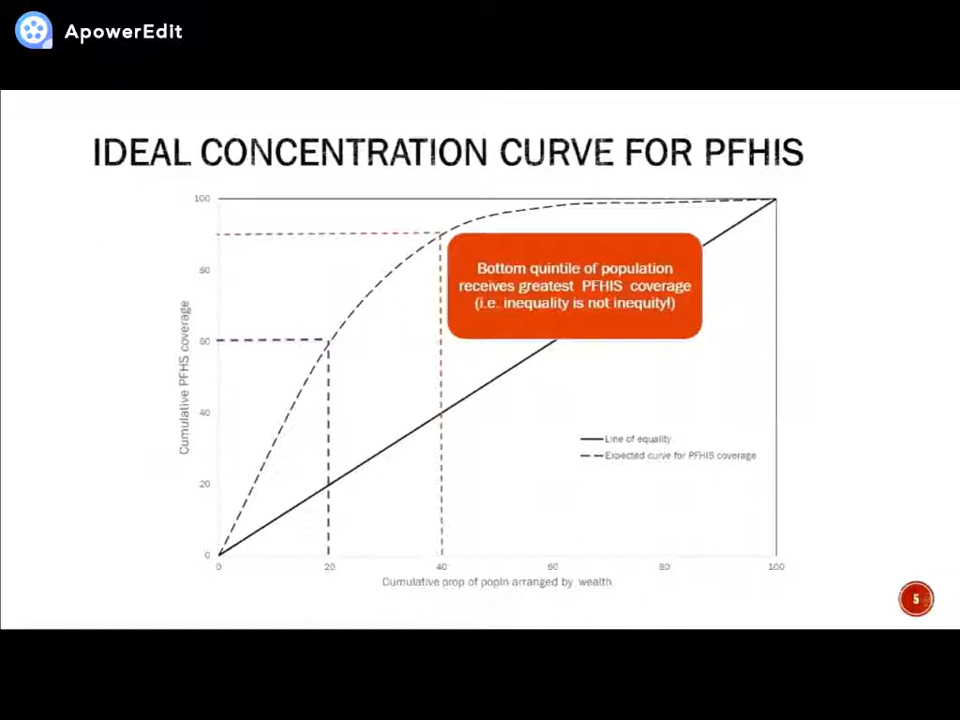 ApowerEdit
IDEAL CONCENTRATION CURVE FOR PFHIS
100
80
60
40
20
0
Cumulative PFHS coverage
Bottom quintile of population
receives greatest PFHIS coverage
(i.e. inequality is not inequity!)
Line of equality
Expected curve for PFHIS coverage
0 20 40 60 80 100
Cumulative prop of popln arranged by wealth
5